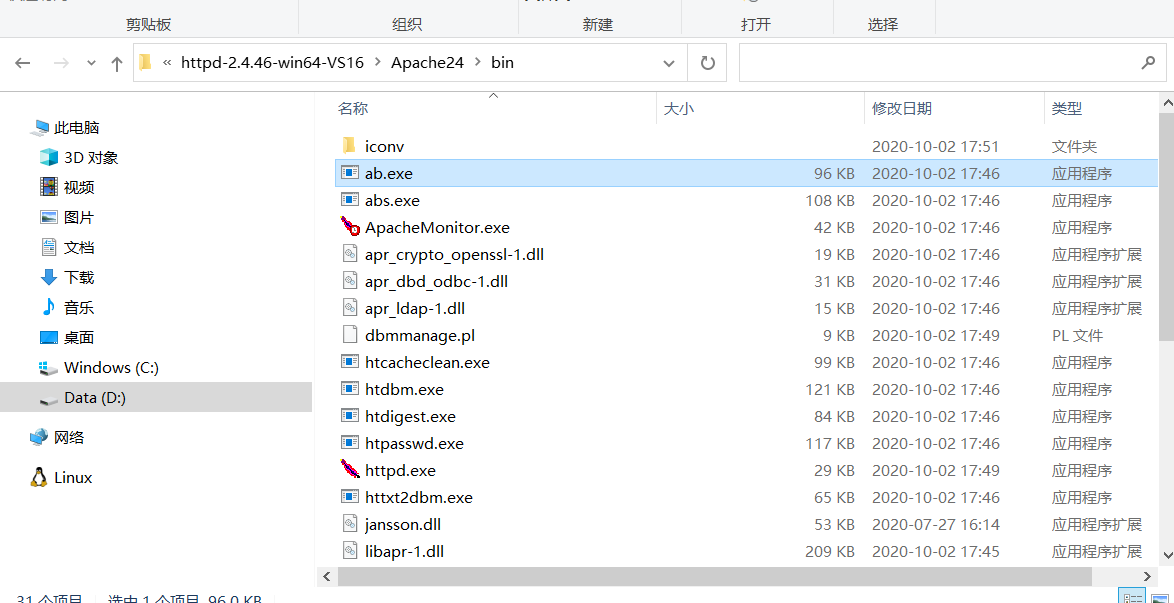 剪贴板 组织 新建 打开 选择
« httpd-2.4.46-win64-VS16 > Apache24 > bin
名称 大小 修改日期 类型
此电脑
3D 对象
视频
图片
文档
下载
音乐
桌面
Windows (C:)
Data (D:)
网络
Linux
iconv 2020-10-02 17:51 文件夹
ab.exe 96 KB 2020-10-02 17:46 应用程序
abs.exe 108 KB 2020-10-02 17:46 应用程序
ApacheMonitor.exe 42 KB 2020-10-02 17:46 应用程序
apr_crypto_openssl-1.dll 19 KB 2020-10-02 17:46 应用程序扩展
apr_dbd_odbc-1.dll 31 KB 2020-10-02 17:46 应用程序扩展
apr_ldap-1.dll 15 KB 2020-10-02 17:46 应用程序扩展
dbmmanage.pl 9 KB 2020-10-02 17:49 PL 文件
htcacheclean.exe 99 KB 2020-10-02 17:46 应用程序
htdbm.exe 121 KB 2020-10-02 17:46 应用程序
htdigest.exe 84 KB 2020-10-02 17:46 应用程序
htpasswd.exe 117 KB 2020-10-02 17:46 应用程序
httpd.exe 29 KB 2020-10-02 17:49 应用程序
httxt2dbm.exe 65 KB 2020-10-02 17:46 应用程序
jansson.dll 53 KB 2020-07-27 16:14 应用程序扩展
libapr-1.dll 209 KB 2020-10-02 17:45 应用程序扩展
31 个项目 选中 1 个项目 96.0 KB